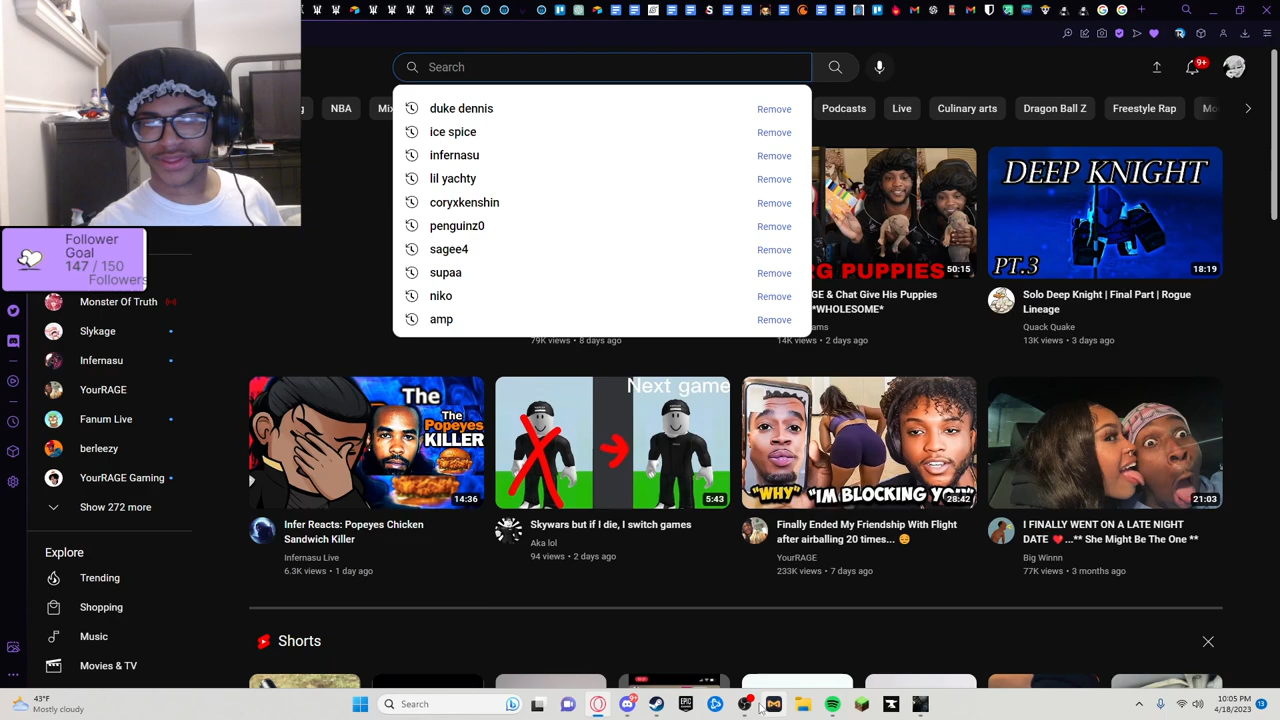 Search
9+
NBA
Podcasts
Live
Culinary arts
Dragon Ball Z
Freestyle Rap
duke dennis Remove
ice spice Remove
infernasu Remove
lil yachty Remove
coryxkenshin Remove
penguinz0 Remove
sagee4 Remove
supaa Remove
niko Remove
amp Remove
Follower
Goal
147 / 150
Followers
Monster Of Truth
Slykage
Infernasu
YourRAGE
Fanum Live
berleezy
YourRAGE Gaming
Show 272 more
Explore
Trending
Shopping
Music
Movies & TV
79K views • 8 days ago
PUPPIES
50:15
GE & Chat Give His Puppies
*WHOLESOME*
14K views • 2 days ago
DEEP KNIGHT
PT.3
18:19
Solo Deep Knight | Final Part | Rogue
Lineage
Quack Quake
13K views • 3 days ago
The
The
Popeyes
KILLER
14:36
Infer Reacts: Popeyes Chicken
Sandwich Killer
Infernasu Live
6.3K views • 1 day ago
Next game
5:43
Skywars but if I die, I switch games
Aka lol
94 views • 2 days ago
"WHY"
"I'M BLOCKING YOU"
28:42
Finally Ended My Friendship With Flight
after airballing 20 times... 😔
YourRAGE
233K views • 7 days ago
21:03
I FINALLY WENT ON A LATE NIGHT
DATE ❤️...** She Might Be The One **
Big Winnn
77K views • 3 months ago
Shorts
43°F
Mostly cloudy
Search
9+
EPIC
GAMES
10:05 PM
4/18/2023
13